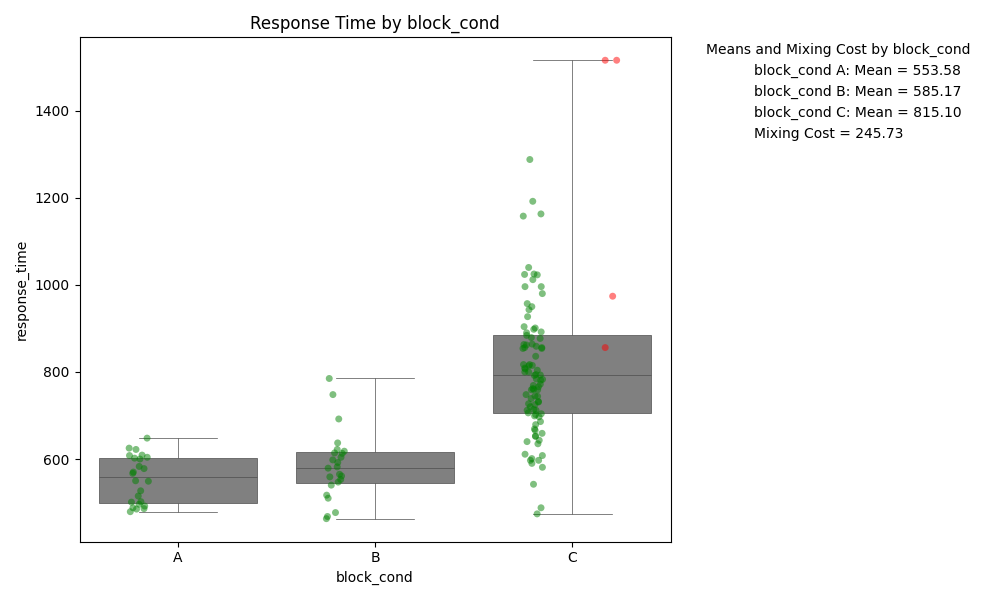 Response Time by block_cond
Means and Mixing Cost by block_cond
block_cond A: Mean = 553.58
block_cond B: Mean = 585.17
block_cond C: Mean = 815.10
Mixing Cost = 245.73
response_time
1400
1200
1000
800
600
A
B
C
block_cond